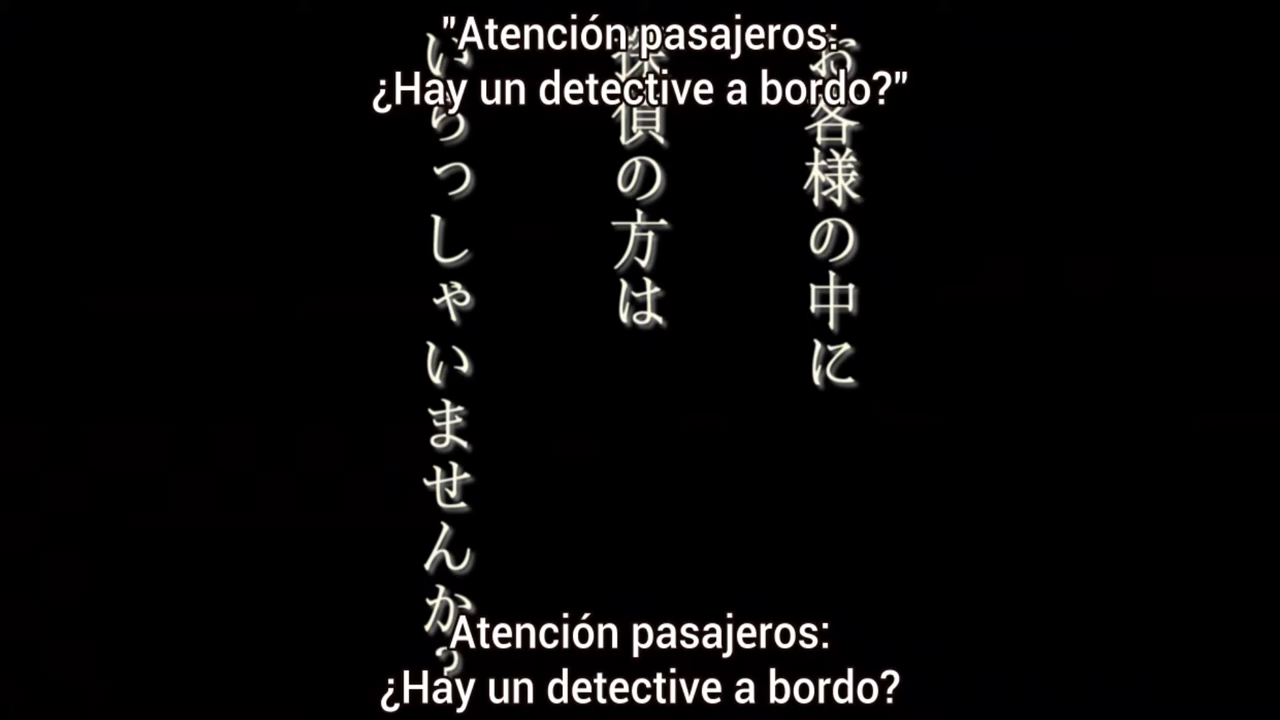 "Atención pasajeros:
¿Hay un detective a bordo?"
お客様の中に
探偵の方は
いらっしゃいませんか？
Atención pasajeros:
¿Hay un detective a bordo?